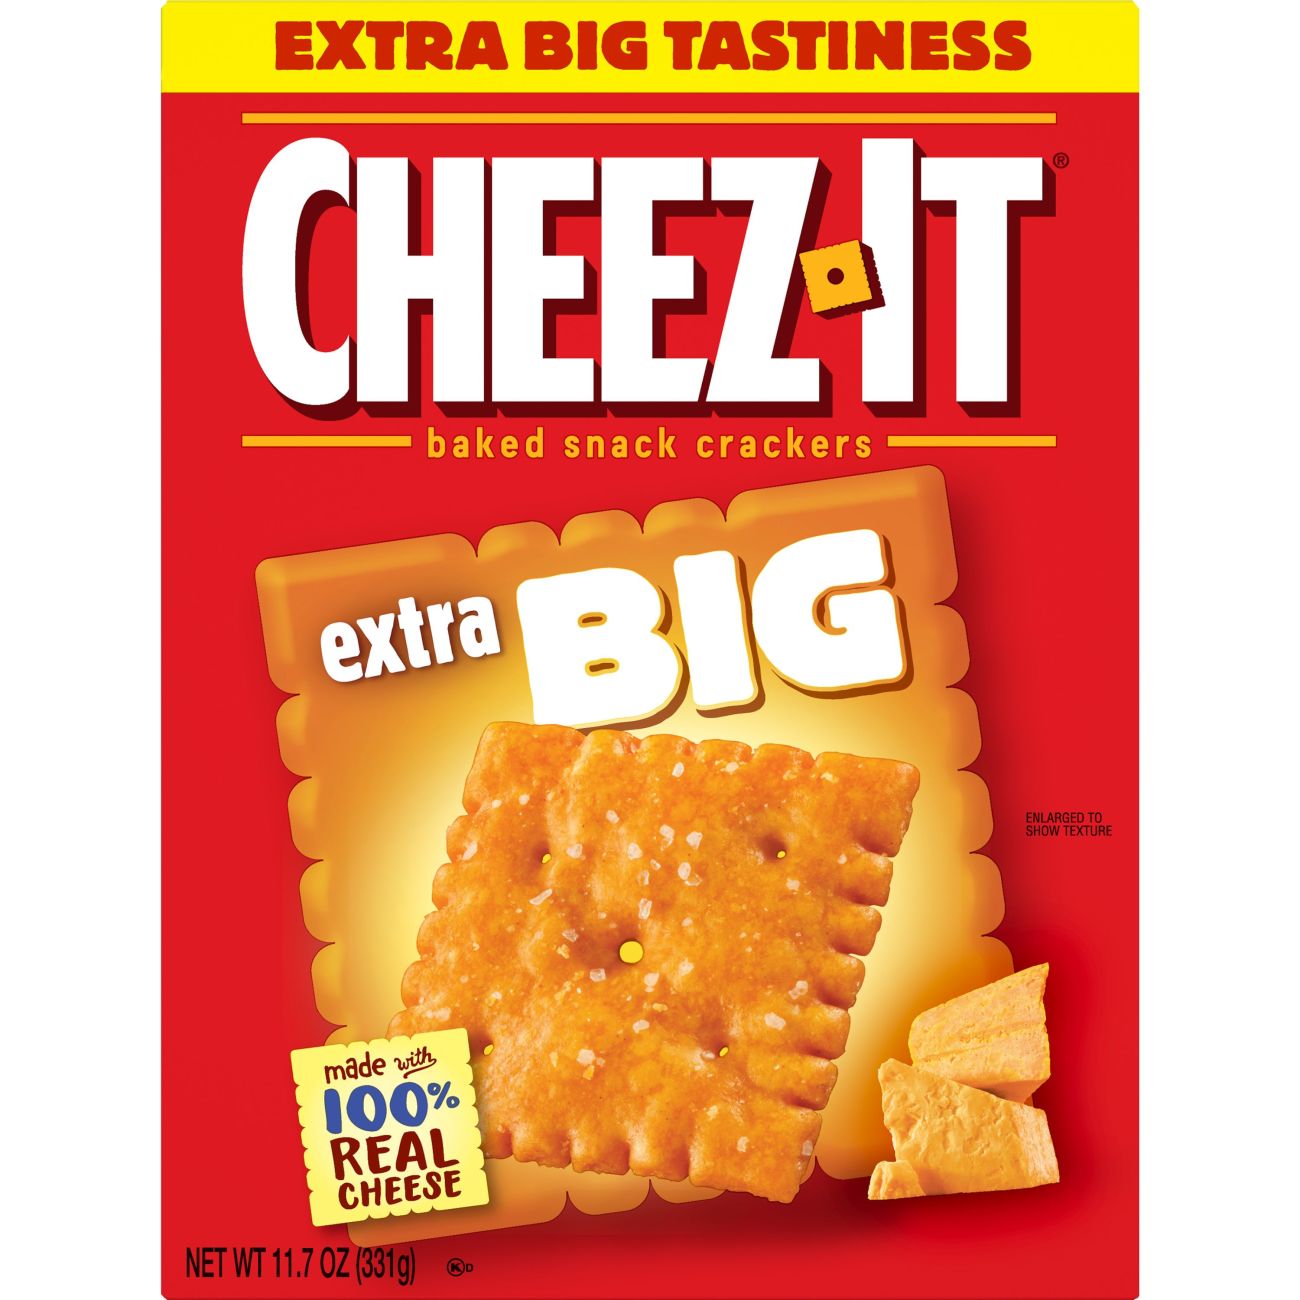 EXTRA BIG TASTINESS
CHEEZ-IT®
baked snack crackers
extra BIG
ENLARGED TO
SHOW TEXTURE
made with
100%
REAL
CHEESE
NET WT 11.7 OZ (331g) K D